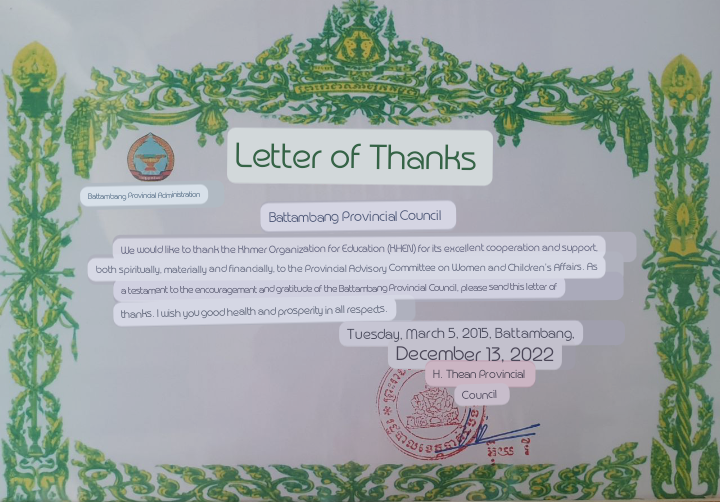 Letter of Thanks
Battambang Provincial Administration
Battambang Provincial Council
We would like to thank the Khmer Organization for Education (KHEN) for its excellent cooperation and support,
both spiritually, materially and financially, to the Provincial Advisory Committee on Women and Children's Affairs. As
a testament to the encouragement and gratitude of the Battambang Provincial Council, please send this letter of
thanks. I wish you good health and prosperity in all respects.
Tuesday, March 5, 2015, Battambang,
December 13, 2022
H. Thean Provincial
Council